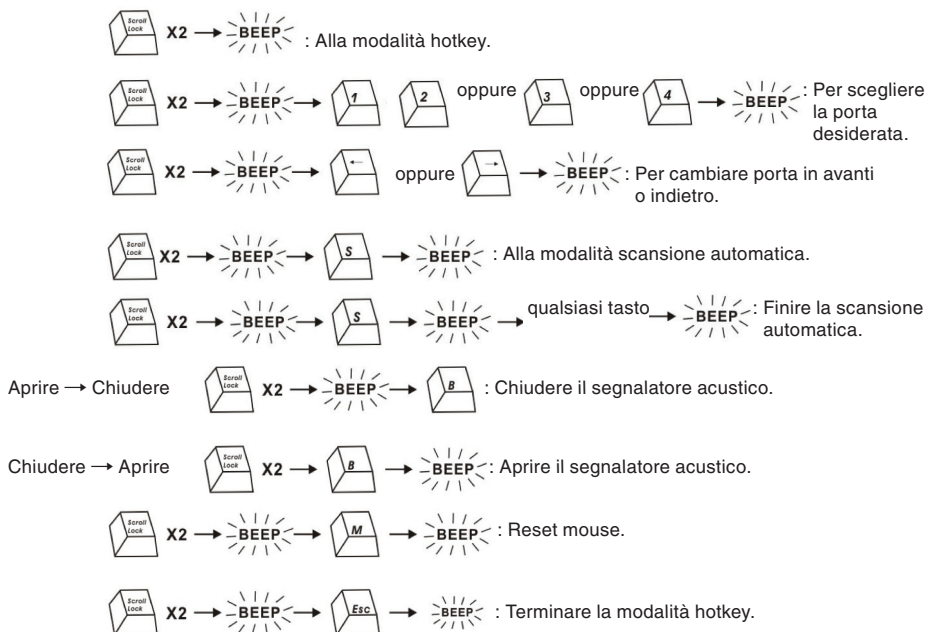 Scroll Lock X2 → BEEP : Alla modalità hotkey.
Scroll Lock X2 → BEEP → 1 2 oppure 3 oppure 4 → BEEP : Per scegliere
la porta
desiderata.
Scroll Lock X2 → BEEP → ← oppure → → BEEP : Per cambiare porta in avanti
o indietro.
Scroll Lock X2 → BEEP → S → BEEP : Alla modalità scansione automatica.
Scroll Lock X2 → BEEP → S → BEEP → qualsiasi tasto → BEEP : Finire la scansione
automatica.
Aprire → Chiudere Scroll Lock X2 → BEEP → B : Chiudere il segnalatore acustico.
Chiudere → Aprire Scroll Lock X2 → B → BEEP : Aprire il segnalatore acustico.
Scroll Lock X2 → BEEP → M → BEEP : Reset mouse.
Scroll Lock X2 → BEEP → Esc → BEEP : Terminare la modalità hotkey.